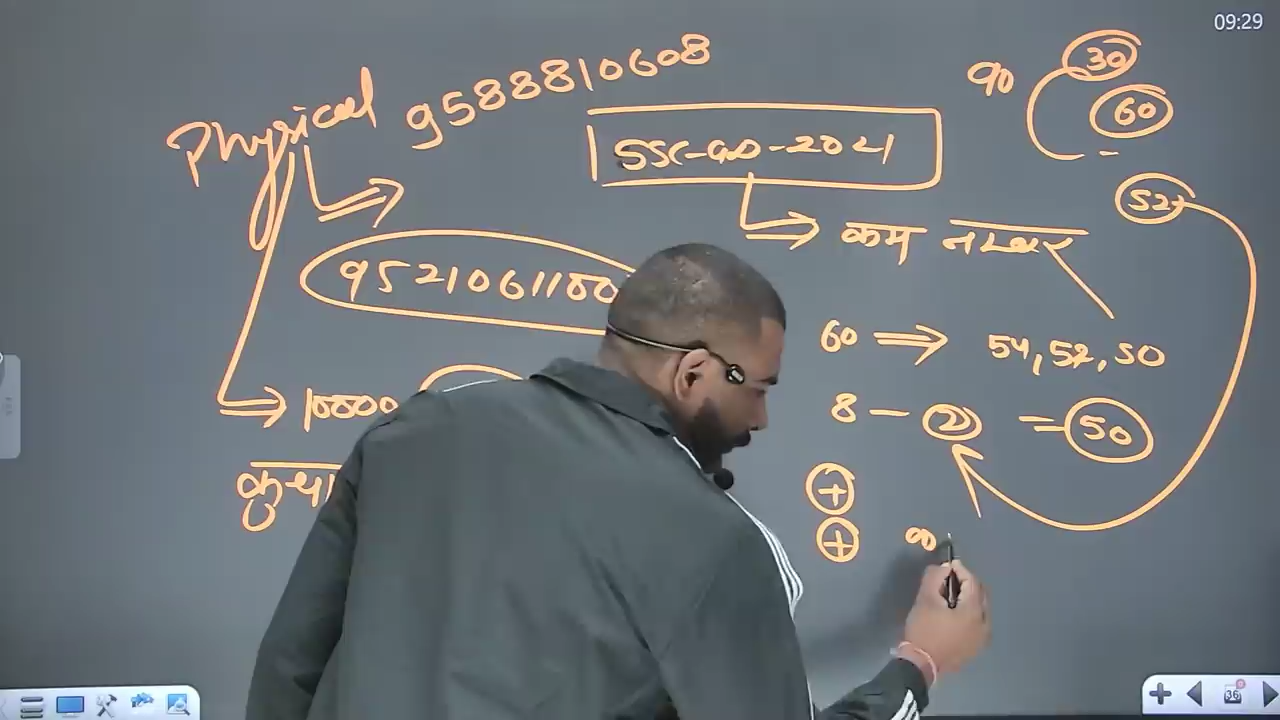 09:29
Physical 9588810608
90 30
60
SSC-GD-2021
52
कम नम्बर
9521061100
60 ⇒ 54, 52, 50
10000
8 - 2 = 50
+
+
36